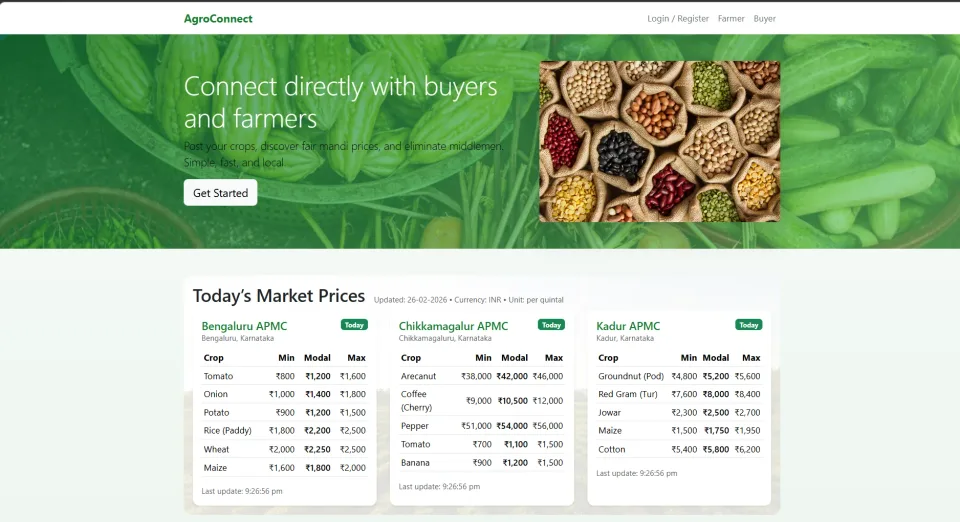 AgroConnect
Login / Register Farmer Buyer
Connect directly with buyers
and farmers
Post your crops, discover fair mandi prices, and eliminate middlemen.
Simple, fast, and local.
Get Started
Today's Market Prices Updated: 26-02-2026 • Currency: INR • Unit: per quintal
Bengaluru APMC Today
Bengaluru, Karnataka
Crop Min Modal Max
Tomato ₹800 ₹1,200 ₹1,600
Onion ₹1,000 ₹1,400 ₹1,800
Potato ₹900 ₹1,200 ₹1,500
Rice (Paddy) ₹1,800 ₹2,200 ₹2,500
Wheat ₹2,000 ₹2,250 ₹2,500
Maize ₹1,600 ₹1,800 ₹2,000
Last update: 9:26:56 pm
Chikkamagalur APMC Today
Chikkamagaluru, Karnataka
Crop Min Modal Max
Arecanut ₹38,000 ₹42,000 ₹46,000
Coffee
(Cherry) ₹9,000 ₹10,500 ₹12,000
Pepper ₹51,000 ₹54,000 ₹56,000
Tomato ₹700 ₹1,100 ₹1,500
Banana ₹900 ₹1,200 ₹1,500
Last update: 9:26:56 pm
Kadur APMC Today
Kadur, Karnataka
Crop Min Modal Max
Groundnut (Pod) ₹4,800 ₹5,200 ₹5,600
Red Gram (Tur) ₹7,600 ₹8,000 ₹8,400
Jowar ₹2,300 ₹2,500 ₹2,700
Maize ₹1,500 ₹1,750 ₹1,950
Cotton ₹5,400 ₹5,800 ₹6,200
Last update: 9:26:56 pm